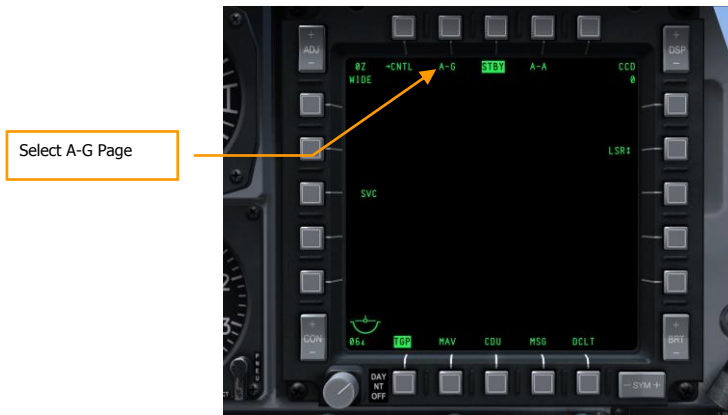 ADJ
DSP
0Z →CNTL A-G STBY A-A CCD
WIDE 0
Select A-G Page
LSR↕
SVC
CON
BRT
TGP MAV CDU MSG DCLT
DAY
NT
OFF
- SYM +